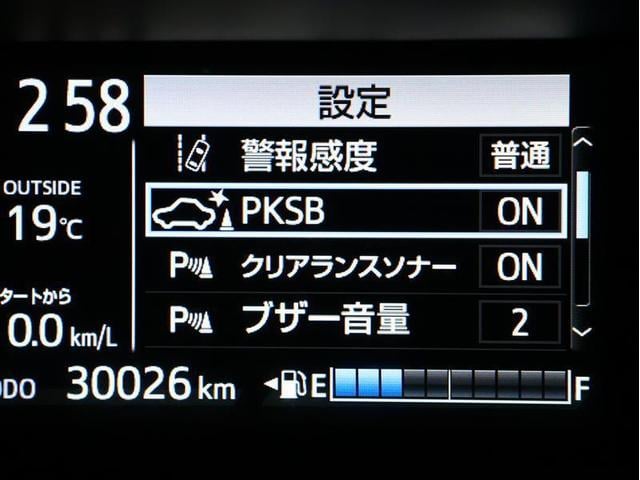 2 58
設定
警報感度 普通
OUTSIDE
19℃
PKSB ON
P クリアランスソナー ON
タートから
0.0 km/L
P ブザー音量 2
ODO 30026 km E F